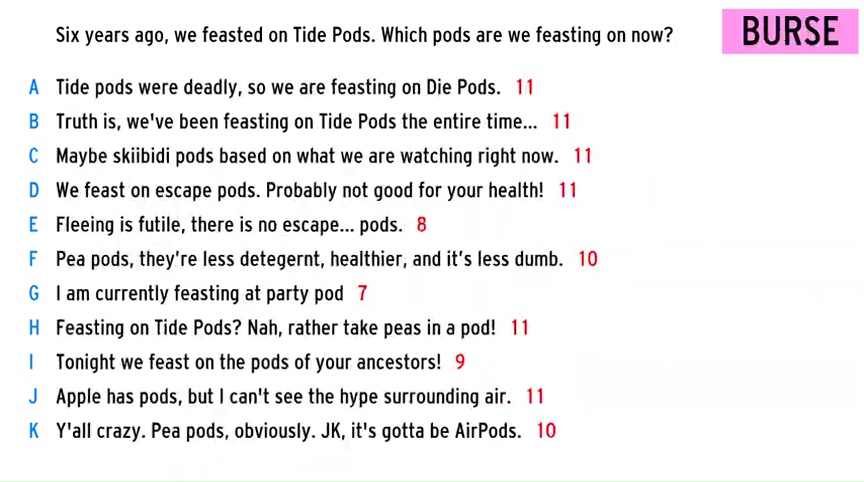 Six years ago, we feasted on Tide Pods. Which pods are we feasting on now?
BURSE
A Tide pods were deadly, so we are feasting on Die Pods. 11
B Truth is, we've been feasting on Tide Pods the entire time... 11
C Maybe skiibidi pods based on what we are watching right now. 11
D We feast on escape pods. Probably not good for your health! 11
E Fleeing is futile, there is no escape... pods. 8
F Pea pods, they're less detegernt, healthier, and it's less dumb. 10
G I am currently feasting at party pod 7
H Feasting on Tide Pods? Nah, rather take peas in a pod! 11
I Tonight we feast on the pods of your ancestors! 9
J Apple has pods, but I can't see the hype surrounding air. 11
K Y'all crazy. Pea pods, obviously. JK, it's gotta be AirPods. 10